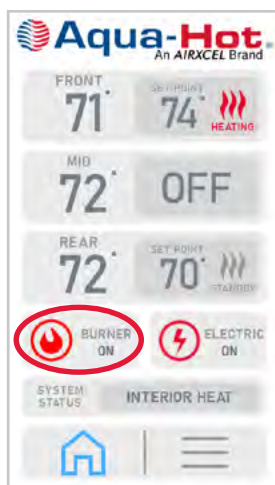 Aqua-Hot
An AIRXCEL Brand
FRONT
71°
SET POINT
74°
HEATING
MID
72°
OFF
REAR
72°
SET POINT
70°
STANDBY
BURNER
ON
ELECTRIC
ON
SYSTEM
STATUS
INTERIOR HEAT